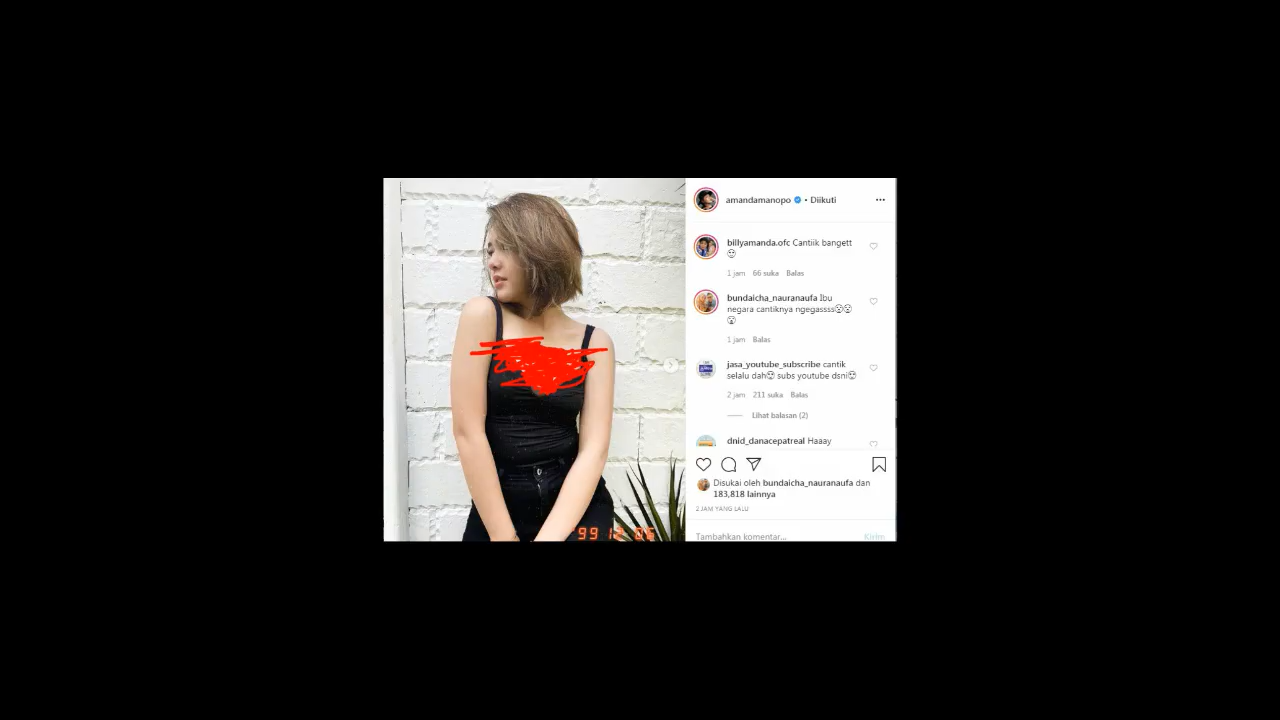 amandamanopo • Diikuti
billyamanda.ofc Cantiik bangett
1 jam 66 suka Balas
bundaicha_nauranaufa Ibu
negara cantiknya ngegassss
1 jam Balas
jasa_youtube_subscribe cantik
selalu dah subs youtube dsni
2 jam 211 suka Balas
Lihat balasan (2)
dnid_danacepatreal Haaay
Disukai oleh bundaicha_nauranaufa dan
183,818 lainnya
2 JAM YANG LALU
Tambahkan komentar... Kirim